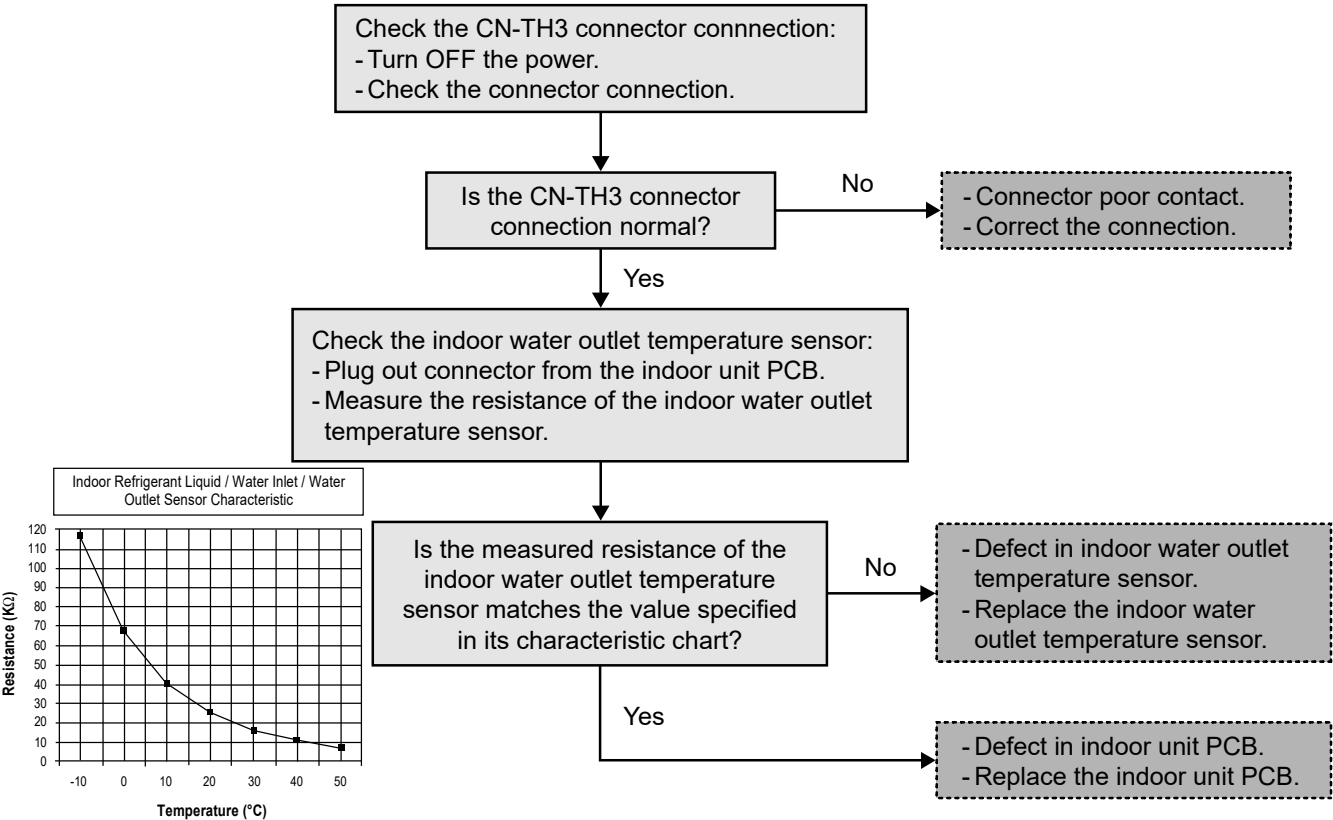 Check the CN-TH3 connector connnection:
- Turn OFF the power.
- Check the connector connection.
Is the CN-TH3 connector
connection normal?
No
- Connector poor contact.
- Correct the connection.
Yes
Check the indoor water outlet temperature sensor:
- Plug out connector from the indoor unit PCB.
- Measure the resistance of the indoor water outlet
temperature sensor.
Indoor Refrigerant Liquid / Water Inlet / Water
Outlet Sensor Characteristic
120
110
100
90
80
70
60
50
40
30
20
10
0
Resistance (KΩ)
-10 0 10 20 30 40 50
Temperature (°C)
Is the measured resistance of the
indoor water outlet temperature
sensor matches the value specified
in its characteristic chart?
No
- Defect in indoor water outlet
temperature sensor.
- Replace the indoor water
outlet temperature sensor.
Yes
- Defect in indoor unit PCB.
- Replace the indoor unit PCB.